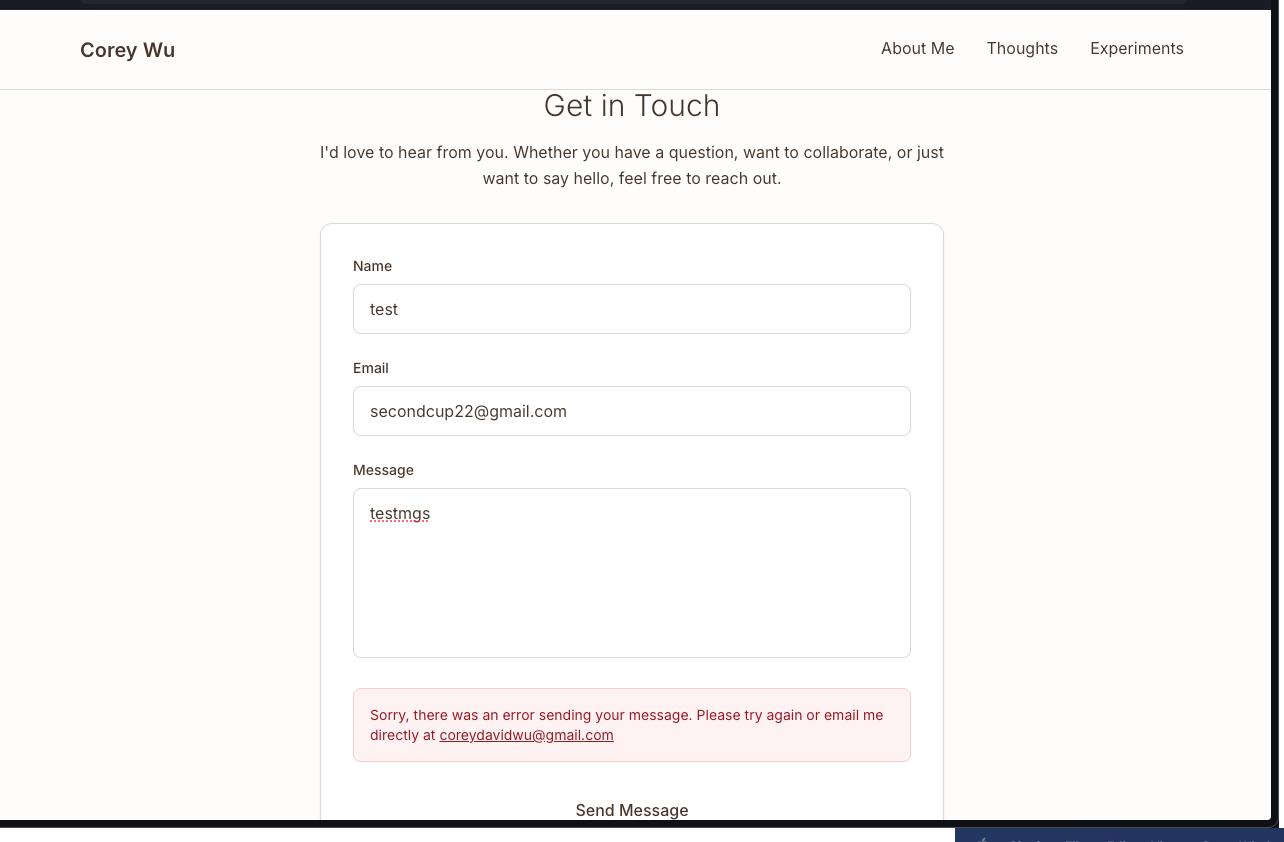 Corey Wu
About Me Thoughts Experiments
Get in Touch
I'd love to hear from you. Whether you have a question, want to collaborate, or just
want to say hello, feel free to reach out.
Name
test
Email
secondcup22@gmail.com
Message
testmgs
Sorry, there was an error sending your message. Please try again or email me
directly at coreydavidwu@gmail.com
Send Message